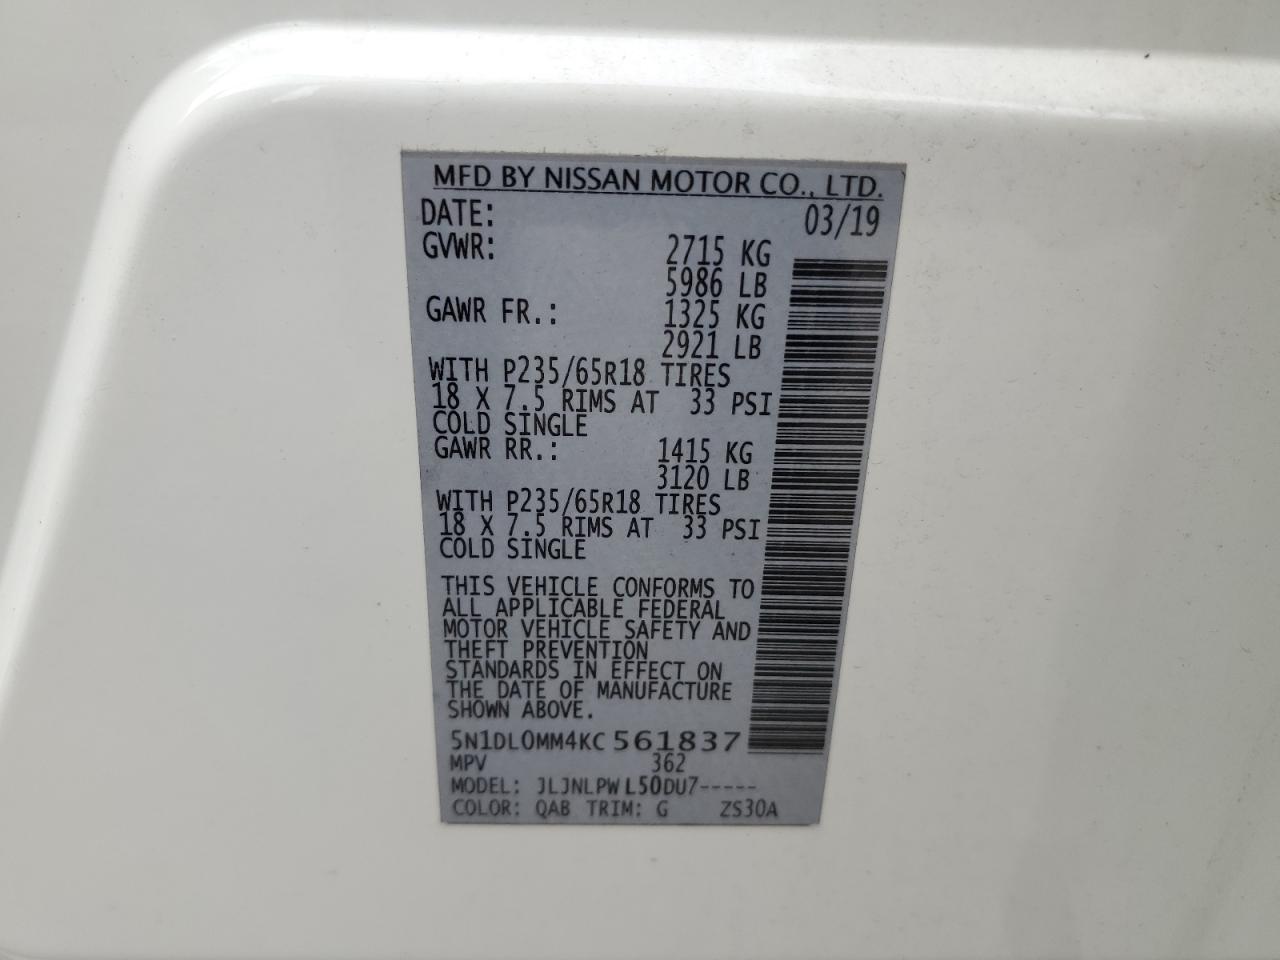 MFD BY NISSAN MOTOR CO., LTD.
DATE: 03/19
GVWR: 2715 KG
5986 LB
GAWR FR.: 1325 KG
2921 LB
WITH P235/65R18 TIRES
18 X 7.5 RIMS AT 33 PSI
COLD SINGLE
GAWR RR.: 1415 KG
3120 LB
WITH P235/65R18 TIRES
18 X 7.5 RIMS AT 33 PSI
COLD SINGLE
THIS VEHICLE CONFORMS TO
ALL APPLICABLE FEDERAL
MOTOR VEHICLE SAFETY AND
THEFT PREVENTION
STANDARDS IN EFFECT ON
THE DATE OF MANUFACTURE
SHOWN ABOVE.
5N1DL0MM4KC 561837
MPV 362
MODEL: JLJNLPW L50DU7-----
COLOR: QAB TRIM: G ZS30A